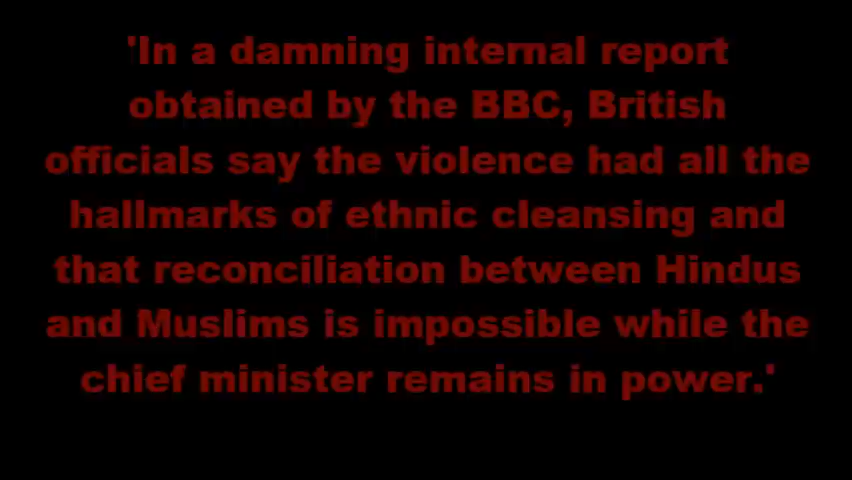 'In a damning internal report
obtained by the BBC, British
officials say the violence had all the
hallmarks of ethnic cleansing and
that reconciliation between Hindus
and Muslims is impossible while the
chief minister remains in power.'